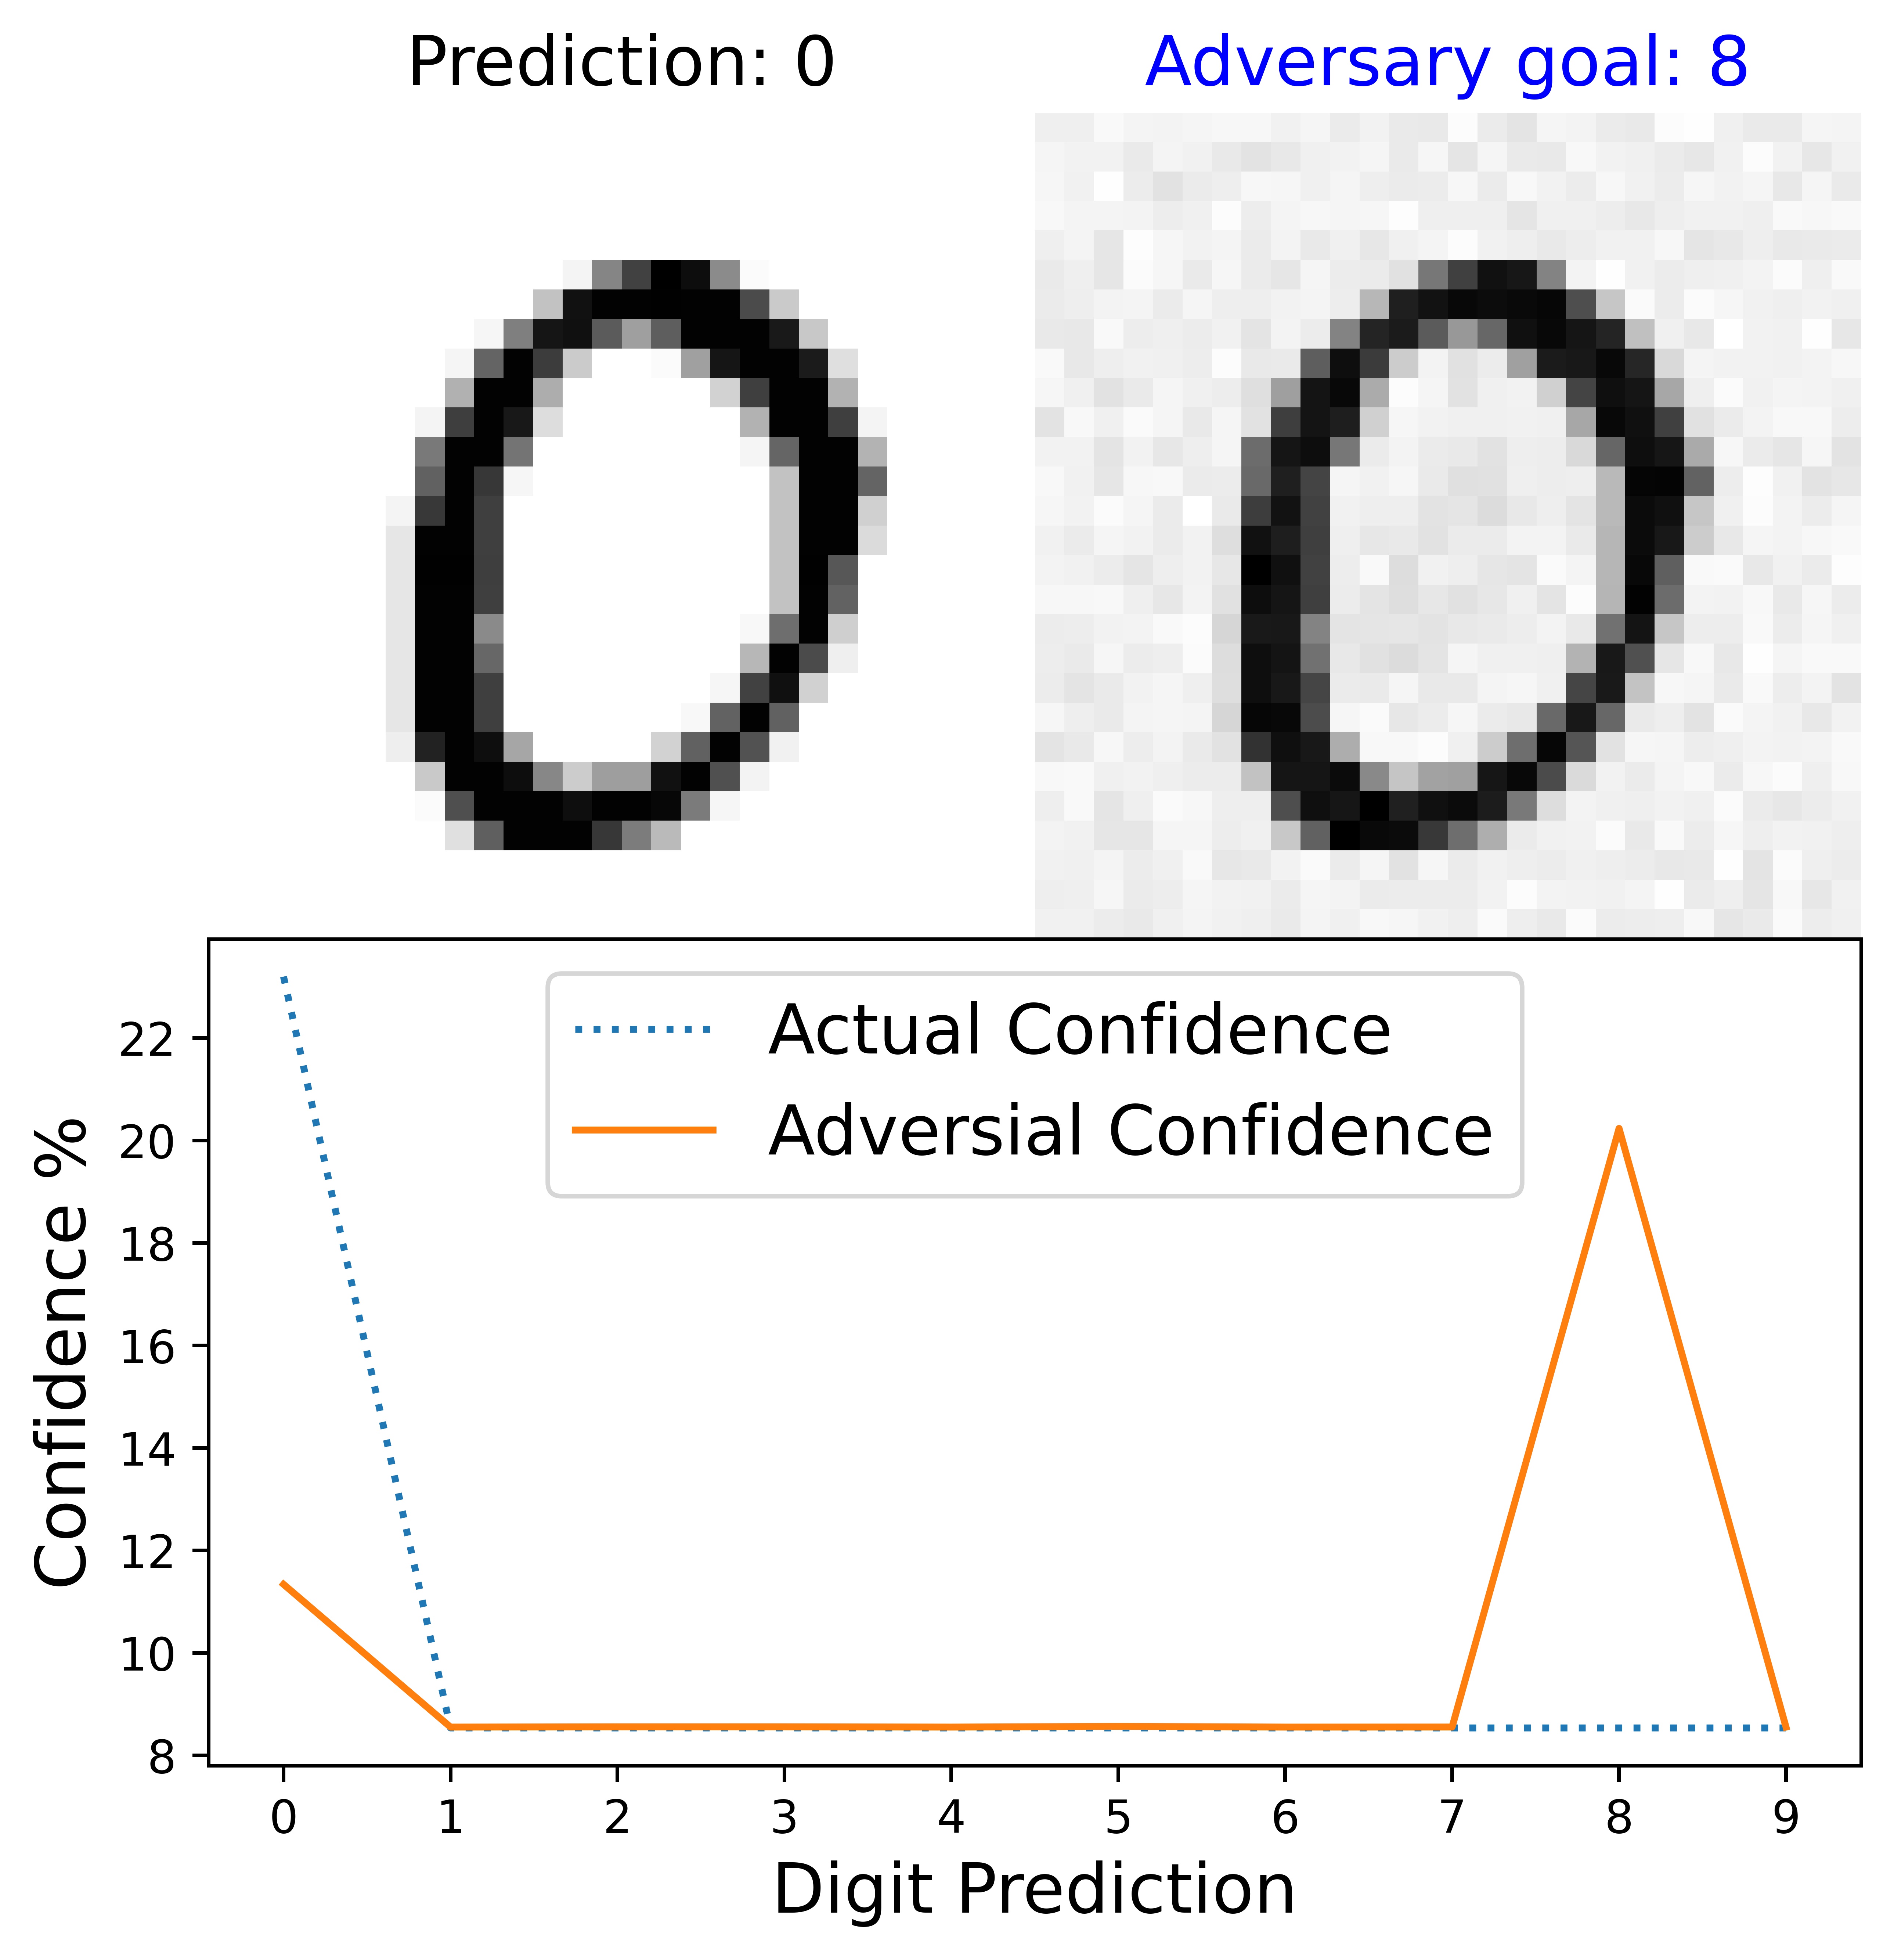 Prediction: 0
Adversary goal: 8
Actual Confidence
Adversial Confidence
Confidence %
22
20
18
16
14
12
10
8
0 1 2 3 4 5 6 7 8 9
Digit Prediction